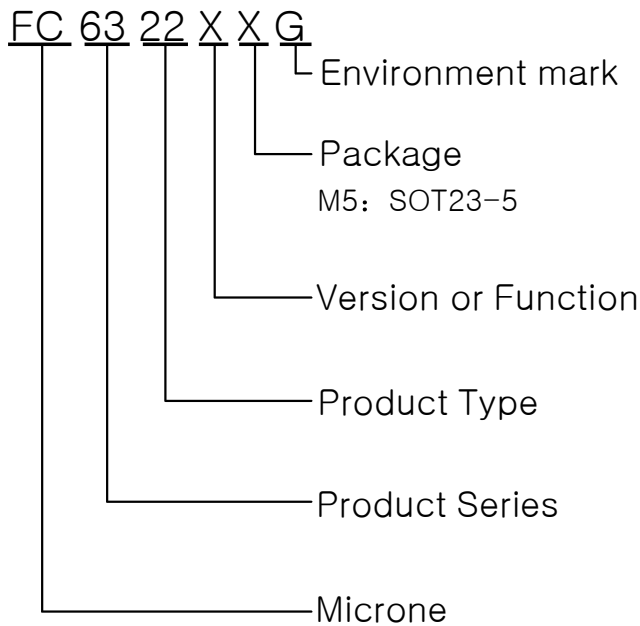 FC 63 22 X X G
Environment mark
Package
M5：SOT23-5
Version or Function
Product Type
Product Series
Microne